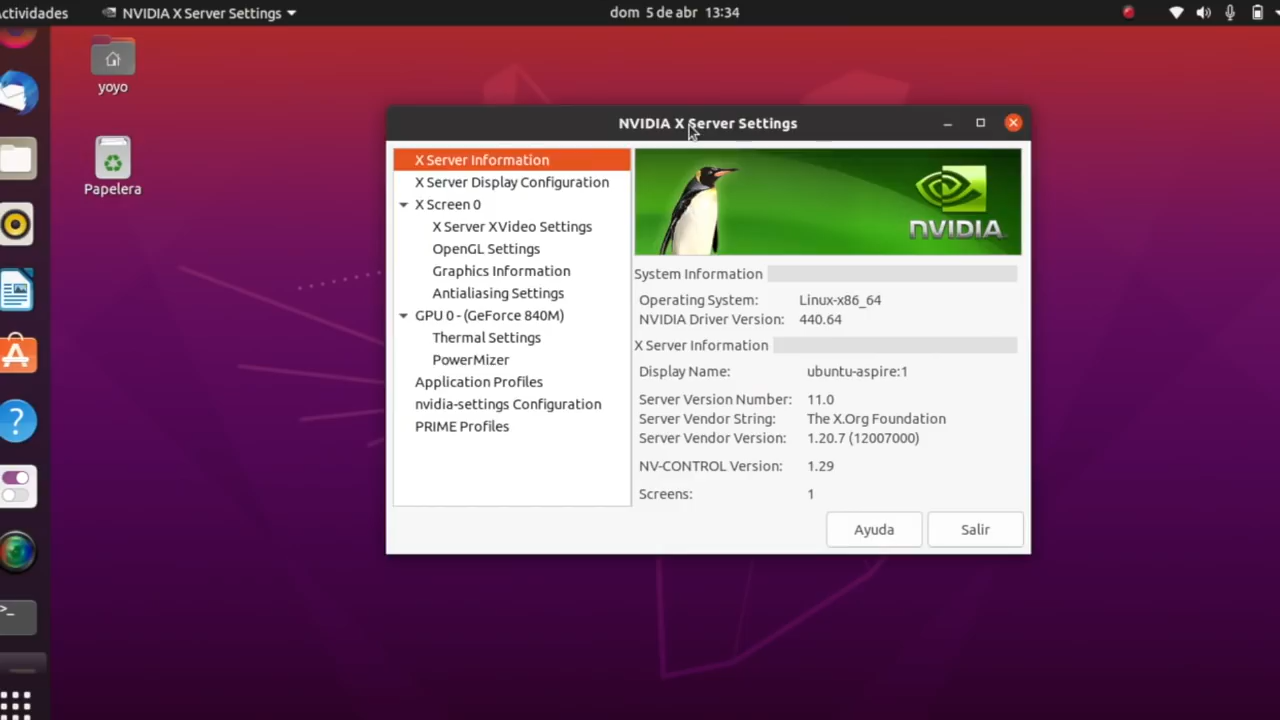 Actividades
NVIDIA X Server Settings
dom 5 de abr 13:34
yoyo
Papelera
NVIDIA X Server Settings
X Server Information
X Server Display Configuration
X Screen 0
X Server XVideo Settings
OpenGL Settings
Graphics Information
Antialiasing Settings
GPU 0 - (GeForce 840M)
Thermal Settings
PowerMizer
Application Profiles
nvidia-settings Configuration
PRIME Profiles
NVIDIA
System Information
Operating System: Linux-x86_64
NVIDIA Driver Version: 440.64
X Server Information
Display Name: ubuntu-aspire:1
Server Version Number: 11.0
Server Vendor String: The X.Org Foundation
Server Vendor Version: 1.20.7 (12007000)
NV-CONTROL Version: 1.29
Screens: 1
Ayuda
Salir